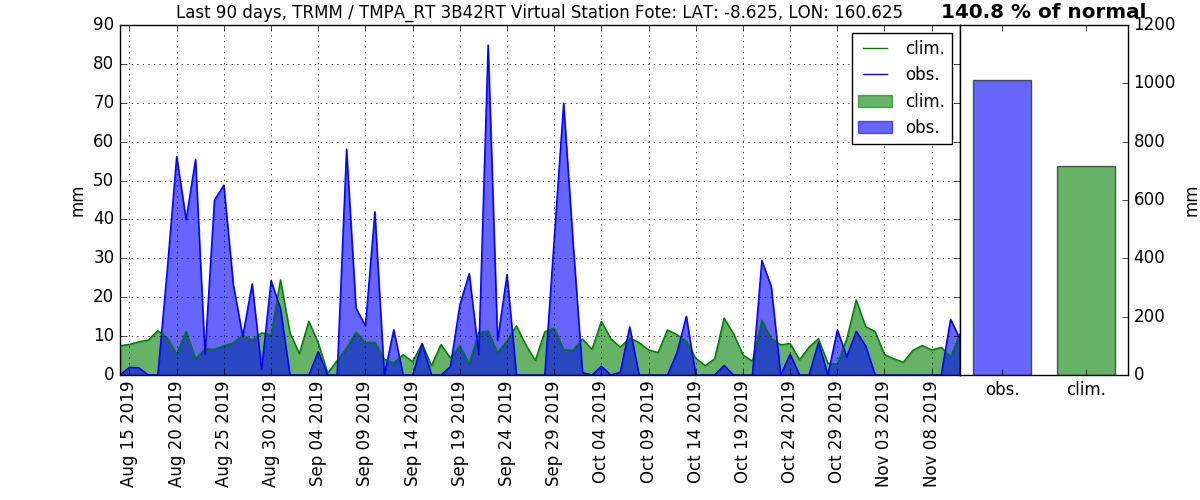 Last 90 days, TRMM / TMPA_RT 3B42RT Virtual Station Fote: LAT: -8.625, LON: 160.625
140.8 % of normal
90
80
70
60
50
40
30
20
10
0
mm
clim.
obs.
clim.
obs.
1200
1000
800
600
400
200
0
mm
Aug 15 2019
Aug 20 2019
Aug 25 2019
Aug 30 2019
Sep 04 2019
Sep 09 2019
Sep 14 2019
Sep 19 2019
Sep 24 2019
Sep 29 2019
Oct 04 2019
Oct 09 2019
Oct 14 2019
Oct 19 2019
Oct 24 2019
Oct 29 2019
Nov 03 2019
Nov 08 2019
obs.
clim.